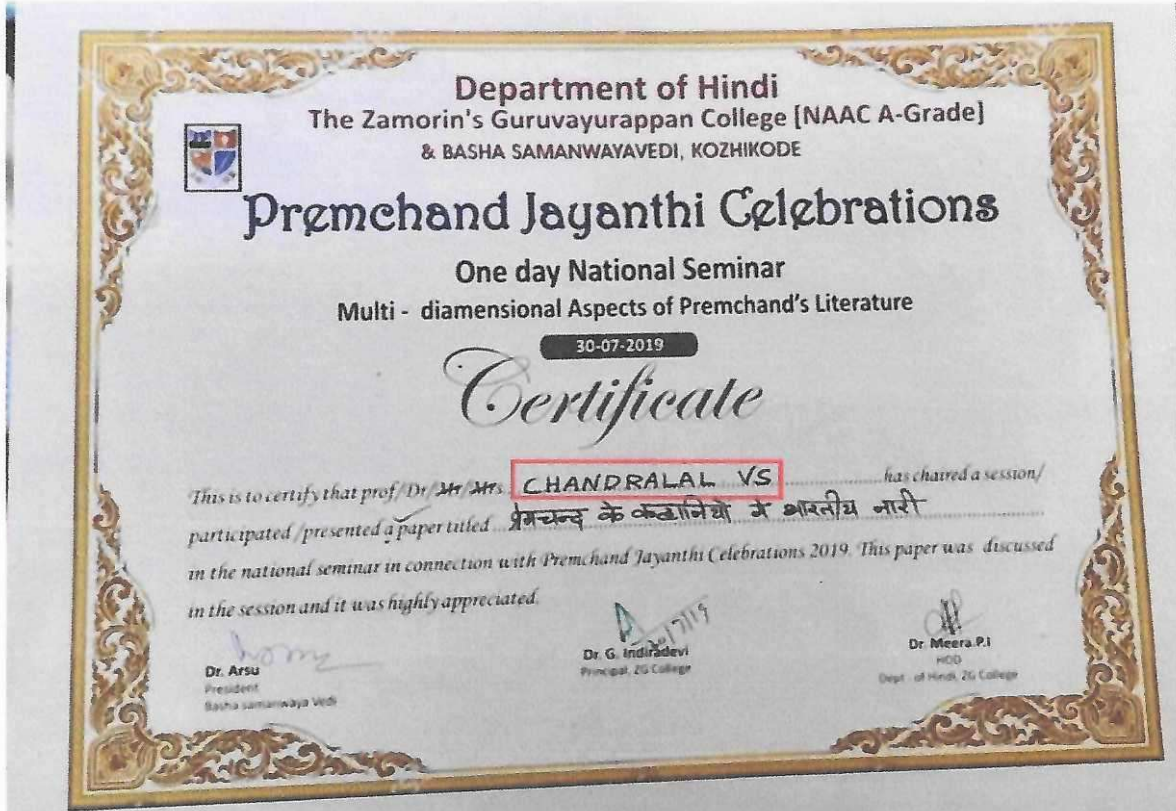 Department of Hindi
The Zamorin's Guruvayurappan College [NAAC A-Grade]
& BASHA SAMANWAYAVEDI, KOZHIKODE
Premchand Jayanthi Celebrations
One day National Seminar
Multi - diamensional Aspects of Premchand's Literature
30-07-2019
Certificate
This is to certify that prof/Dr/Mr/Mrs. CHANDRALAL VS has chaired a session/
participated /presented a paper titled प्रेमचन्द के कहानियों में भारतीय नारी
in the national seminar in connection with Premchand Jayanthi Celebrations 2019. This paper was discussed
in the session and it was highly appreciated.
Dr. Arsu
President
Basha samanwaya Vedi
30/7/19
Dr. G. Indiradevi
Principal, ZG College
Dr. Meera.P.I
HOD
Dept. of Hindi, ZG College